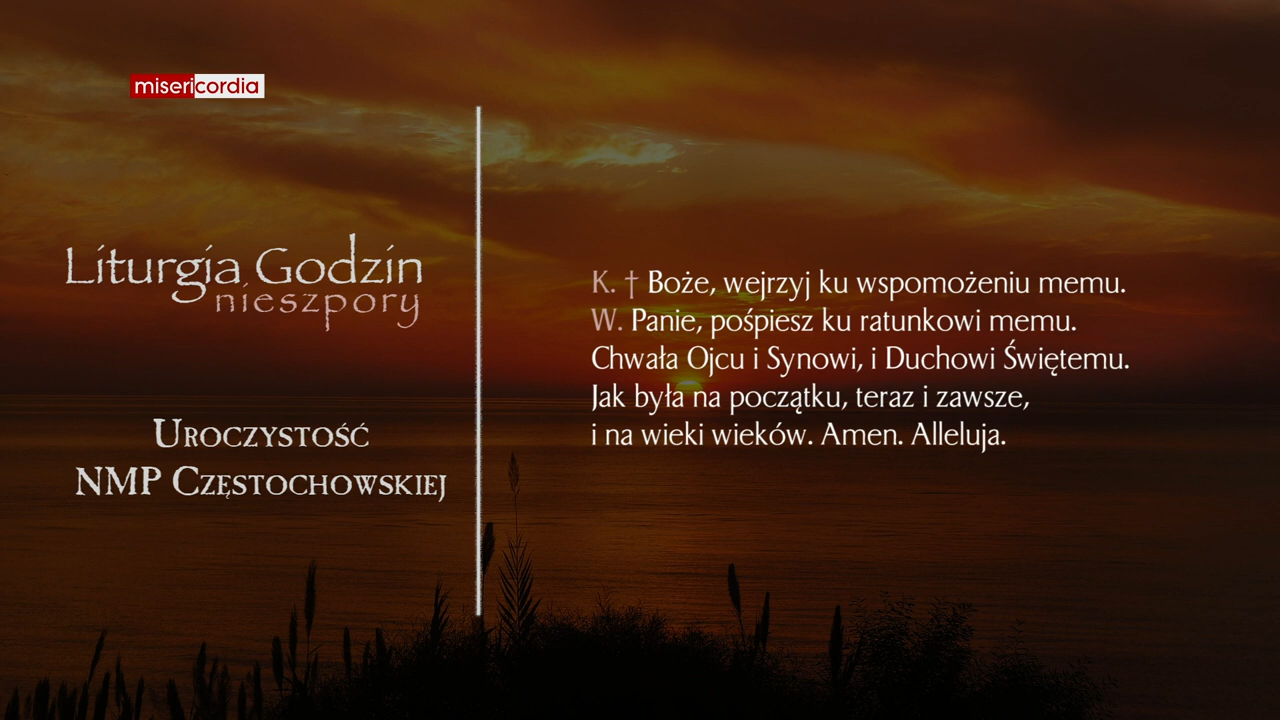 misericordia
Liturgia Godzin
nieszpory
Uroczystość
NMP Częstochowskiej
K. † Boże, wejrzyj ku wspomożeniu memu.
W. Panie, pośpiesz ku ratunkowi memu.
Chwała Ojcu i Synowi, i Duchowi Świętemu.
Jak była na początku, teraz i zawsze,
i na wieki wieków. Amen. Alleluja.